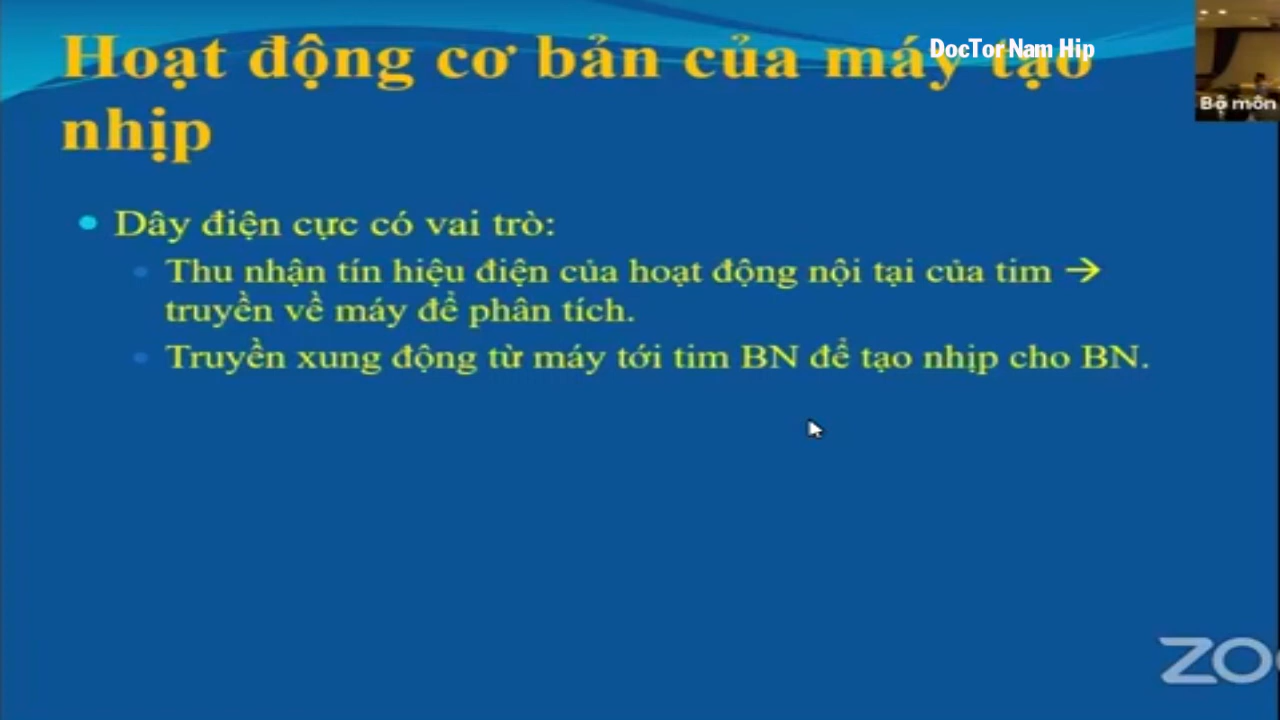 Hoạt động cơ bản của máy tạo
nhịp
DocTor Nam Hip
Bộ môn
Dây điện cực có vai trò:
Thu nhận tín hiệu điện của hoạt động nội tại của tim →
truyền về máy để phân tích.
Truyền xung động từ máy tới tim BN để tạo nhịp cho BN.